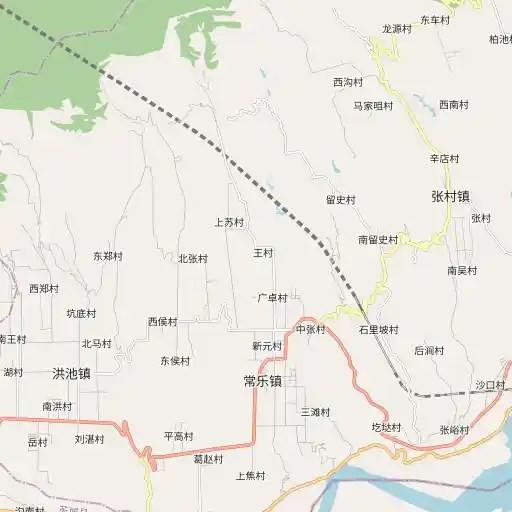 东车村
龙源村
柏池村
西沟村
马家咀村
西南村
辛店村
张村镇
留史村
张村
上苏村
南留史村
王村
东郑村
北张村
南吴村
西郑村
广卓村
坑底村
西侯村
中张村
石里坡村
南王村
北马村
新元村
后涧村
东侯村
湖村
洪池镇
常乐镇
沙口村
南洪村
三滩村
圪垯村
张峪村
岳村
刘湛村
平高村
葛赵村
上焦村